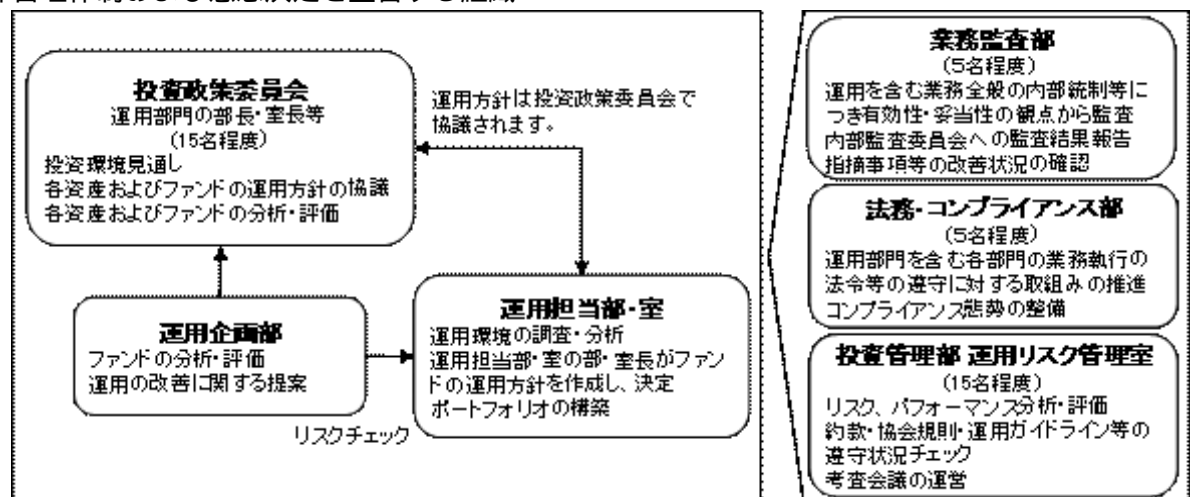 投資政策委員会
運用部門の部長・室長等
(15名程度)
投資環境見通し
各資産およびファンドの運用方針の協議
各資産およびファンドの分析・評価
運用方針は投資政策委員会で
協議されます。
運用企画部
ファンドの分析・評価
運用の改善に関する提案
リスクチェック
運用担当部・室
運用環境の調査・分析
運用担当部・室の部・室長がファン
ドの運用方針を作成し、決定
ポートフォリオの構築
業務監査部
(5名程度)
運用を含む業務全般の内部統制等に
つき有効性・妥当性の観点から監査
内部監査委員会への監査結果報告
指摘事項等の改善状況の確認
法務・コンプライアンス部
(5名程度)
運用部門を含む各部門の業務執行の
法令等の遵守に対する取組みの推進
コンプライアンス態勢の整備
投資管理部 運用リスク管理室
(15名程度)
リスク、パフォーマンス分析・評価
約款・協会規則・運用ガイドライン等の
遵守状況チェック
考査会議の運営